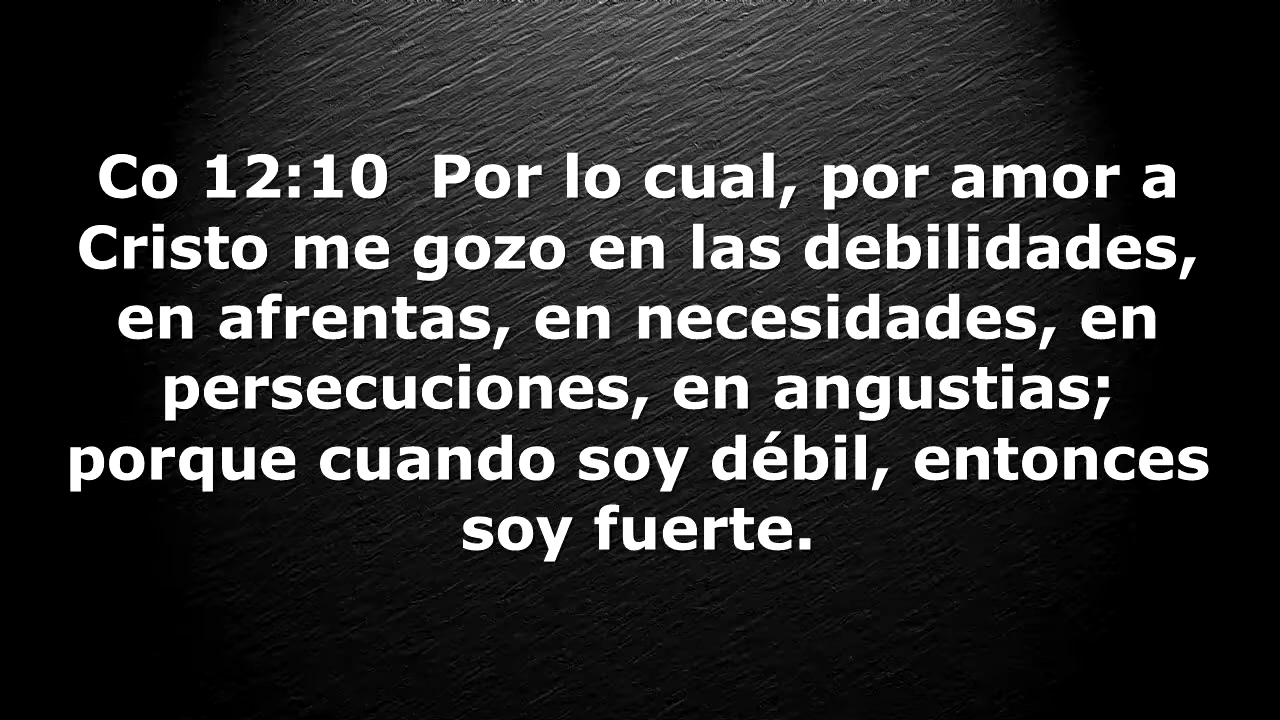 Co 12:10  Por lo cual, por amor a
Cristo me gozo en las debilidades,
en afrentas, en necesidades, en
persecuciones, en angustias;
porque cuando soy débil, entonces
soy fuerte.